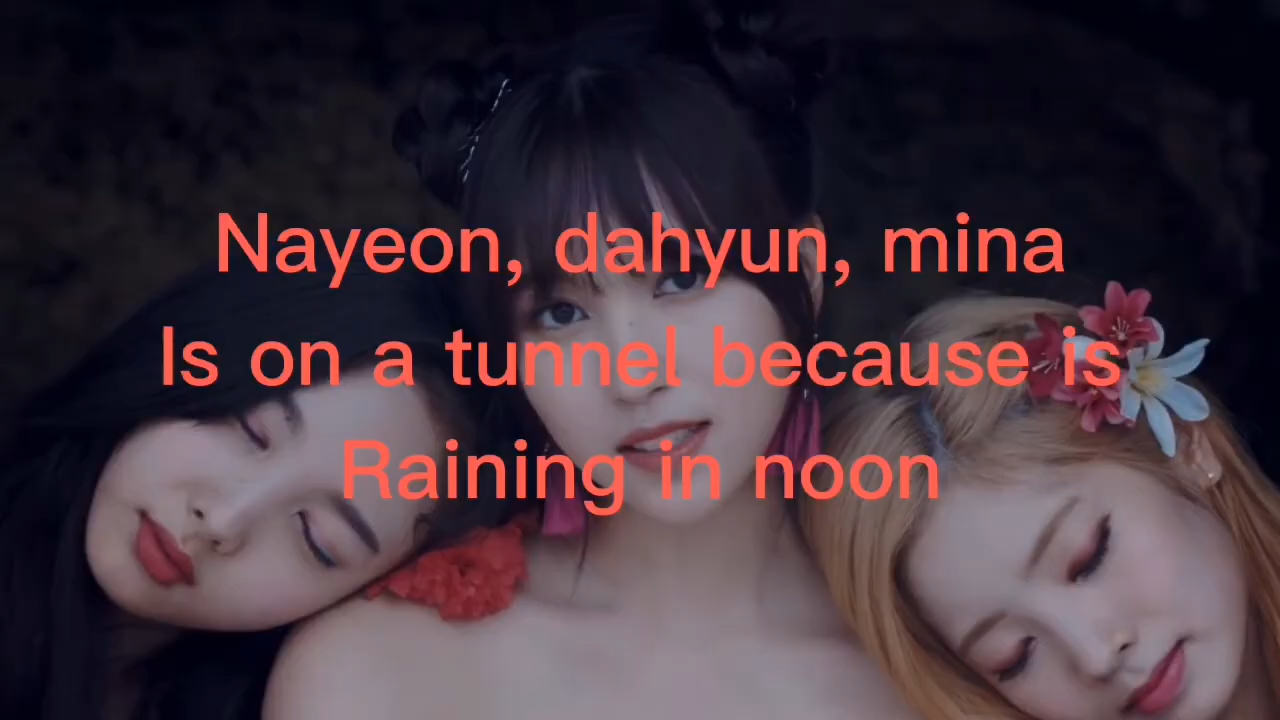 Nayeon, dahyun, mina
Is on a tunnel because is
Raining in noon